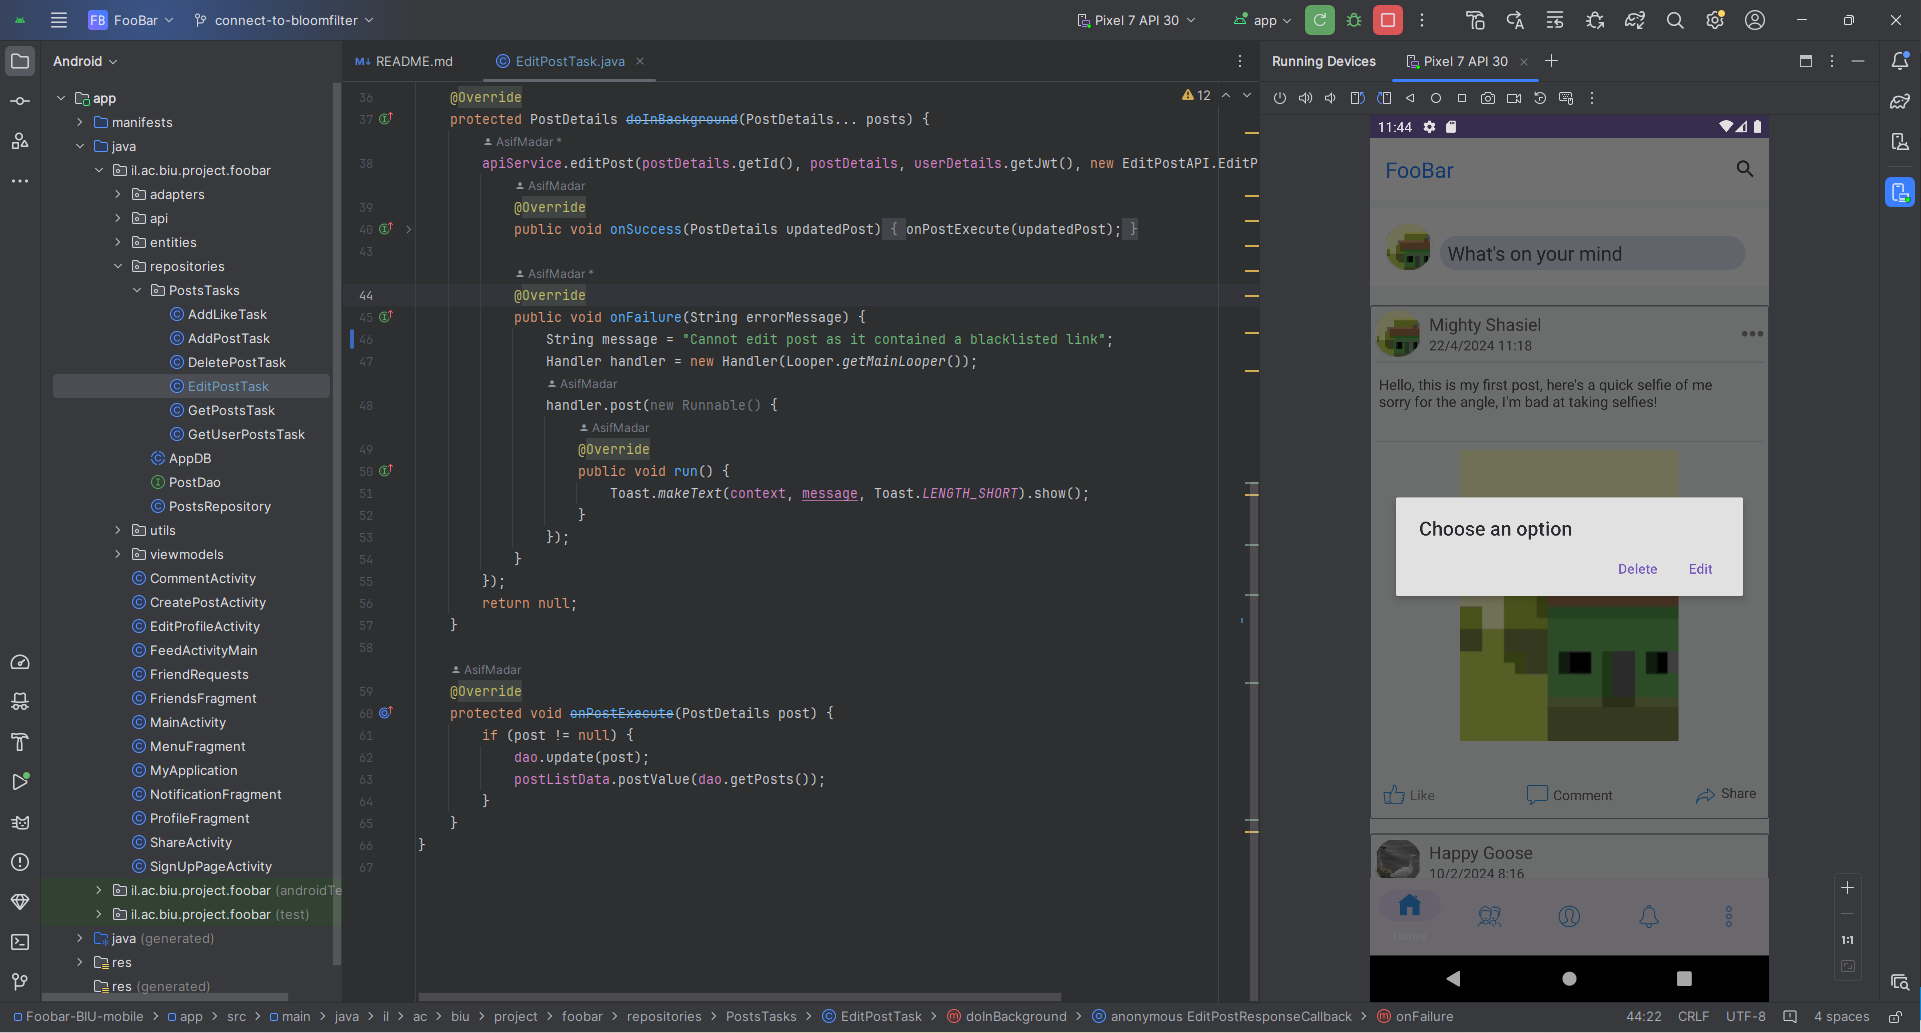 FB FooBar connect-to-bloomfilter Pixel 7 API 30 app
Android
app
manifests
java
il.ac.biu.project.foobar
adapters
api
entities
repositories
PostsTasks
AddLikeTask
AddPostTask
DeletePostTask
EditPostTask
GetPostsTask
GetUserPostsTask
AppDB
PostDao
PostsRepository
utils
viewmodels
CommentActivity
CreatePostActivity
EditProfileActivity
FeedActivityMain
FriendRequests
FriendsFragment
MainActivity
MenuFragment
MyApplication
NotificationFragment
ProfileFragment
ShareActivity
SignUpPageActivity
il.ac.biu.project.foobar (androidTe
il.ac.biu.project.foobar (test)
java (generated)
res
res (generated)
M↓ README.md EditPostTask.java
12
36 @Override
37 protected PostDetails doInBackground(PostDetails... posts) {
AsifMadar *
38 apiService.editPost(postDetails.getId(), postDetails, userDetails.getJwt(), new EditPostAPI.EditP
AsifMadar
39 @Override
40 public void onSuccess(PostDetails updatedPost) { onPostExecute(updatedPost); }
43
AsifMadar *
44 @Override
45 public void onFailure(String errorMessage) {
46 String message = "Cannot edit post as it contained a blacklisted link";
47 Handler handler = new Handler(Looper.getMainLooper());
AsifMadar
48 handler.post(new Runnable() {
AsifMadar
49 @Override
50 public void run() {
51 Toast.makeText(context, message, Toast.LENGTH_SHORT).show();
52 }
53 });
54 }
55 });
56 return null;
57 }
58
AsifMadar
59 @Override
60 protected void onPostExecute(PostDetails post) {
61 if (post != null) {
62 dao.update(post);
63 postListData.postValue(dao.getPosts());
64 }
65 }
66 }
67
Running Devices Pixel 7 API 30
11:44
FooBar
What's on your mind
Mighty Shasiel
22/4/2024 11:18
Hello, this is my first post, here's a quick selfie of me
sorry for the angle, I'm bad at taking selfies!
Choose an option
Delete Edit
Like Comment Share
Happy Goose
10/2/2024 8:16
1:1
Foobar-BIU-mobile > app > src > main > java > il > ac > biu > project > foobar > repositories > PostsTasks > EditPostTask > doInBackground > anonymous EditPostResponseCallback > onFailure 44:22 CRLF UTF-8 4 spaces